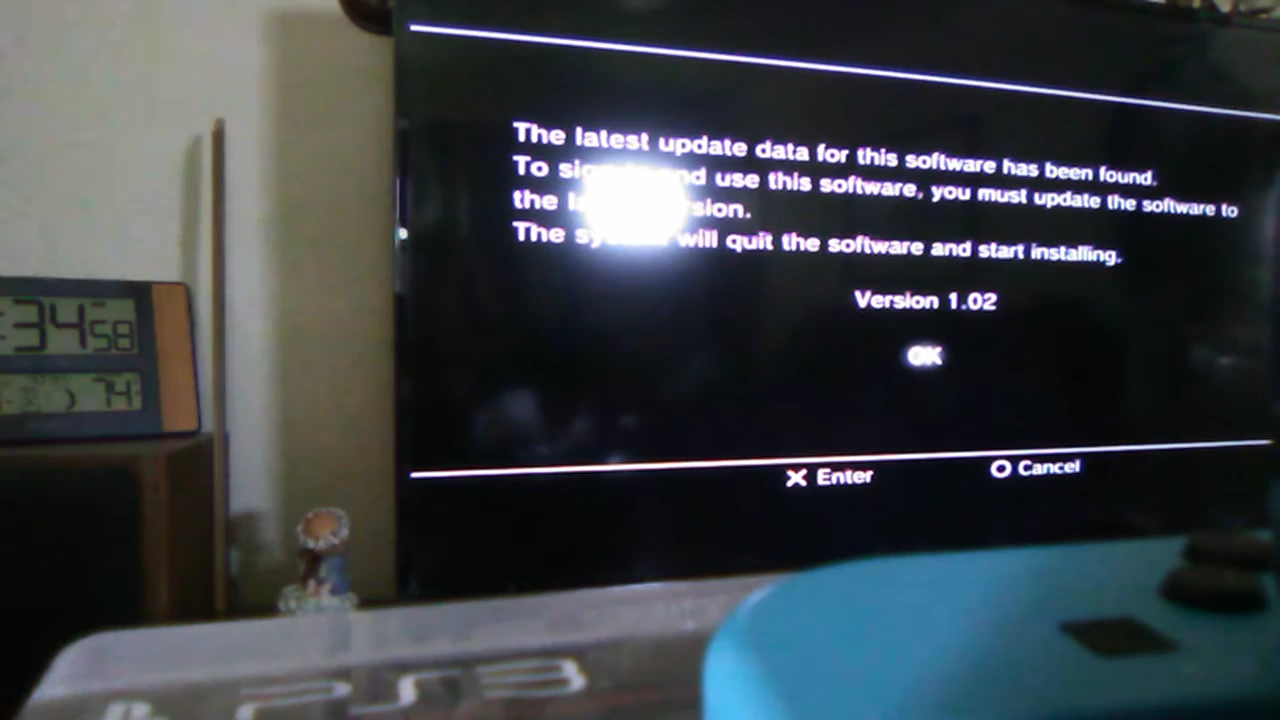 The latest update data for this software has been found.
To sign use this software, you must update the software to
the sion.
The will quit the software and start installing.
Version 1.02
OK
Enter
Cancel
34 58
74
PS3